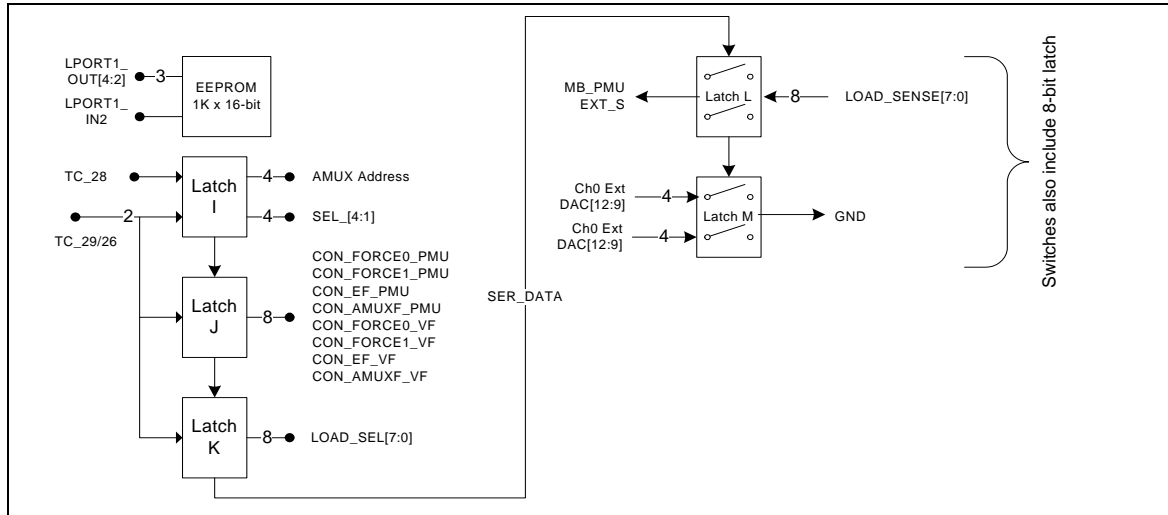 LPORT1_
OUT[4:2]
3
LPORT1_
IN2
EEPROM
1K x 16-bit
TC_28
2
TC_29/26
Latch
I
4
AMUX Address
4
SEL_[4:1]
Latch
J
8
CON_FORCE0_PMU
CON_FORCE1_PMU
CON_EF_PMU
CON_AMUXF_PMU
CON_FORCE0_VF
CON_FORCE1_VF
CON_EF_VF
CON_AMUXF_VF
Latch
K
8
LOAD_SEL[7:0]
SER_DATA
MB_PMU
EXT_S
Latch L
8
LOAD_SENSE[7:0]
Ch0 Ext
DAC[12:9]
4
Ch0 Ext
DAC[12:9]
4
Latch M
GND
Switches also include 8-bit latch